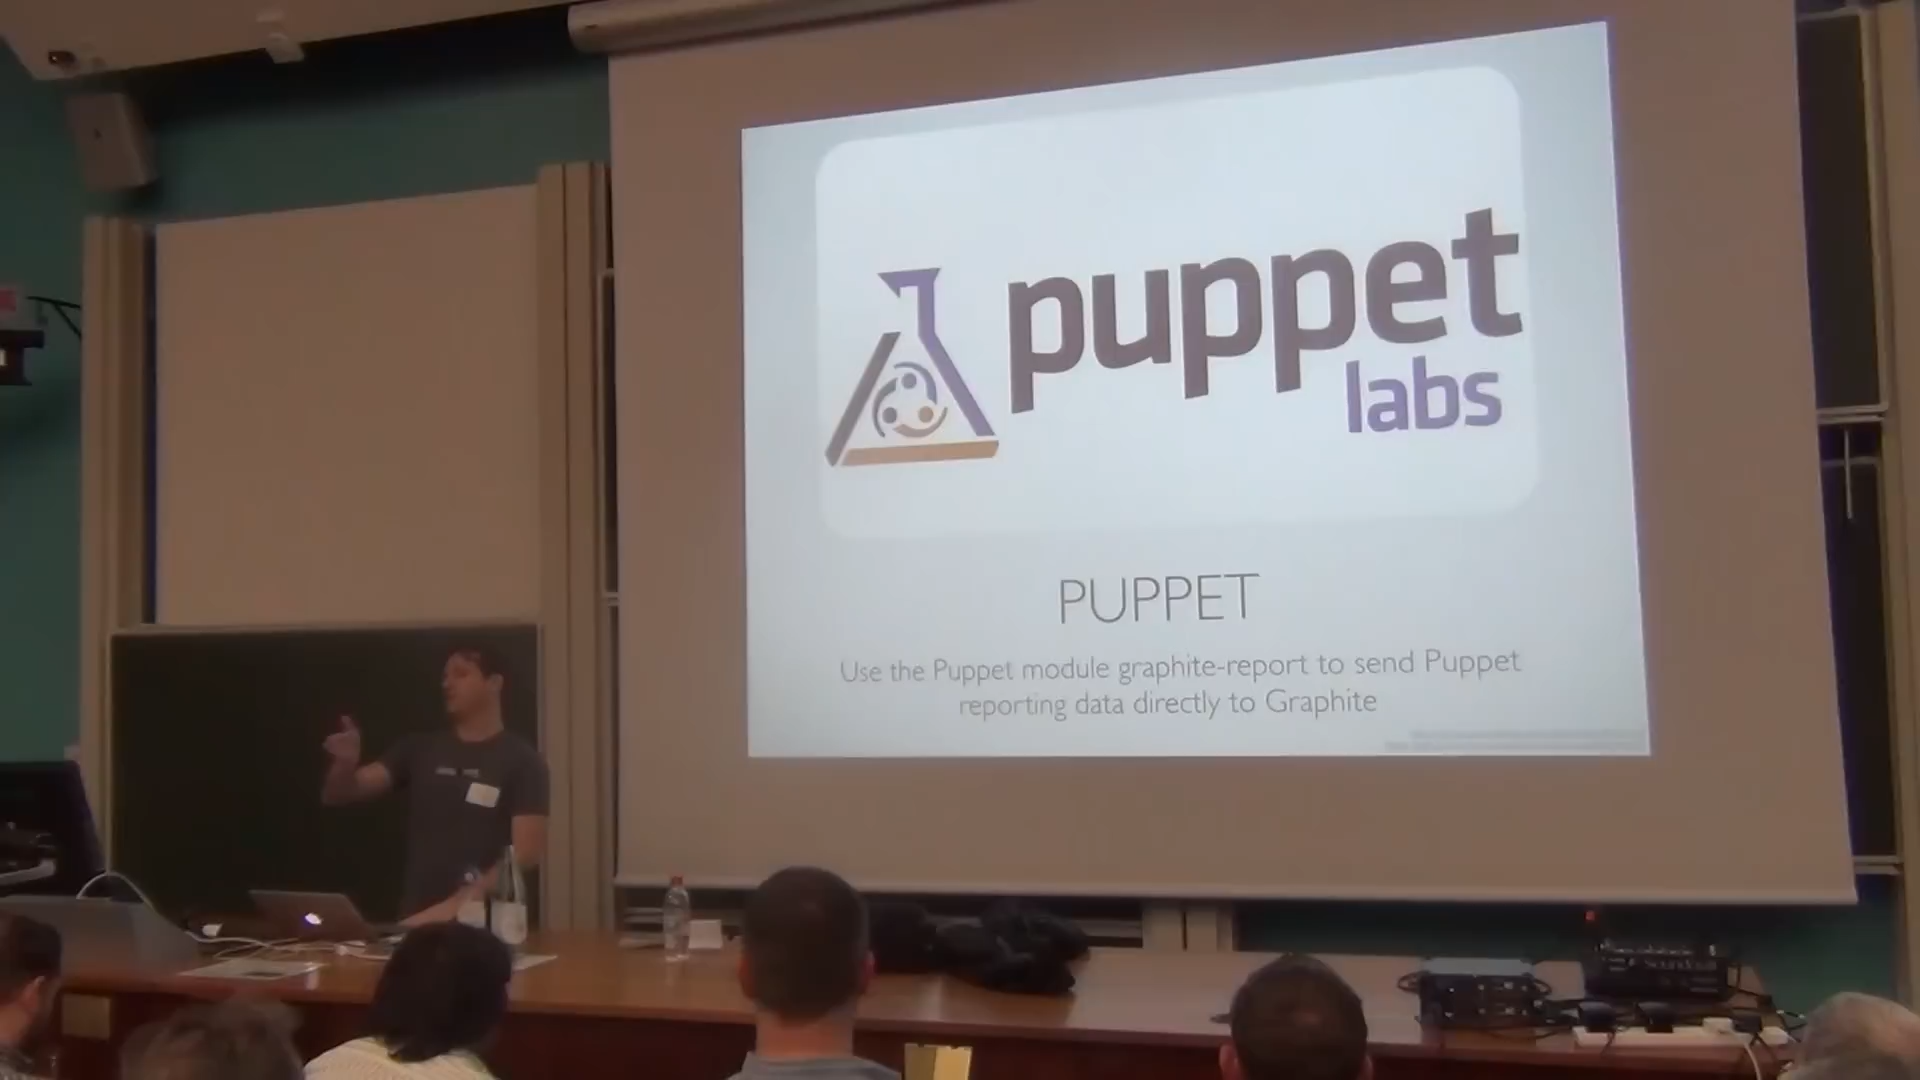 puppet
labs
PUPPET
Use the Puppet module graphite-report to send Puppet
reporting data directly to Graphite